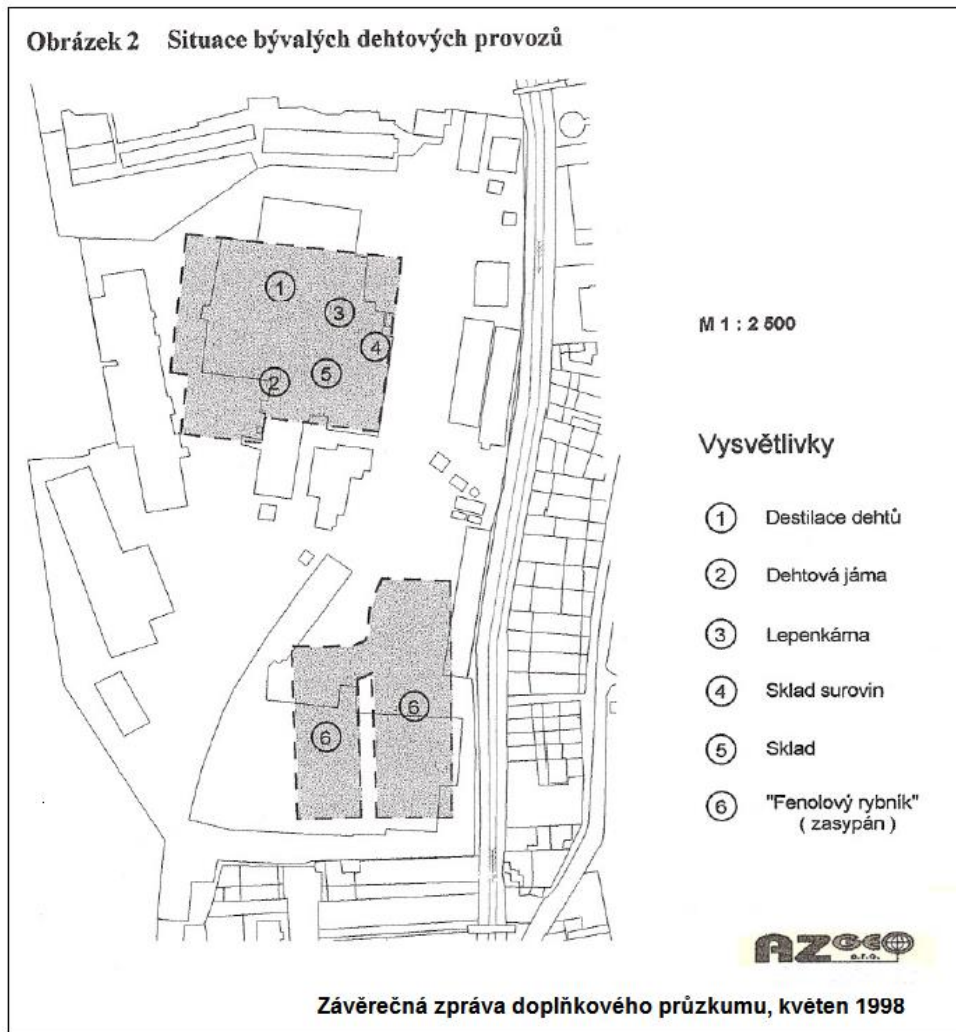 Obrázek 2 Situace bývalých dehtových provozů
1
3
4
2
5
6
6
M 1 : 2 500
Vysvětlivky
1 Destilace dehtů
2 Dehtová jáma
3 Lepenkárna
4 Sklad surovin
5 Sklad
6 "Fenolový rybník"
( zasypán )
AZ GEO
s.r.o.
Závěrečná zpráva doplňkového průzkumu, květen 1998